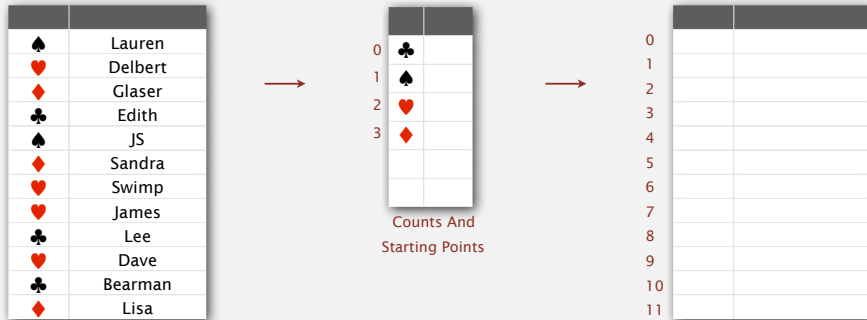 ♠ Lauren
♥ Delbert
♦ Glaser
♣ Edith
♠ JS
♦ Sandra
♥ Swimp
♥ James
♣ Lee
♥ Dave
♣ Bearman
♦ Lisa
0 ♣
1 ♠
2 ♥
3 ♦
Counts And
Starting Points
0
1
2
3
4
5
6
7
8
9
10
11